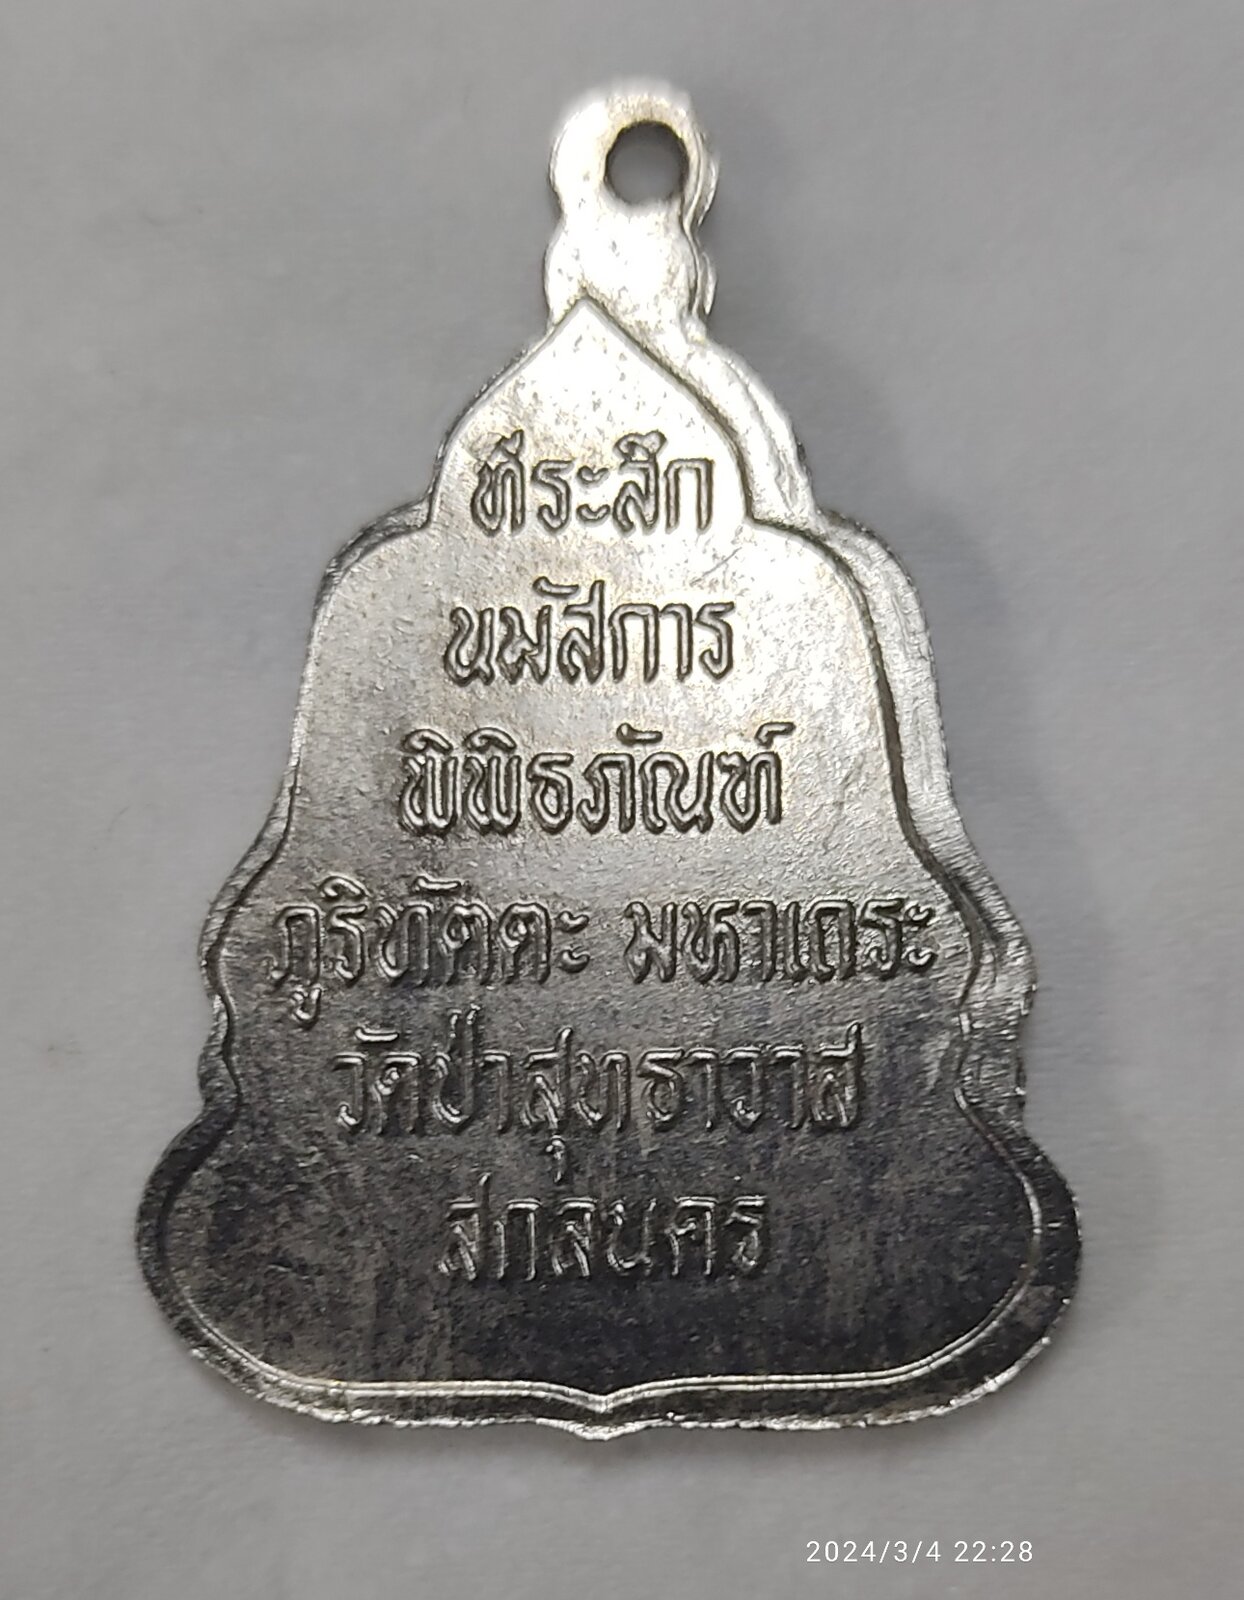 ที่ระลึก
นมัสการ
พิพิธภัณฑ์
ภูริทัตตะ มหาเถระ
วัดป่าสุทธาวาส
สกลนคร
2024/3/4 22:28